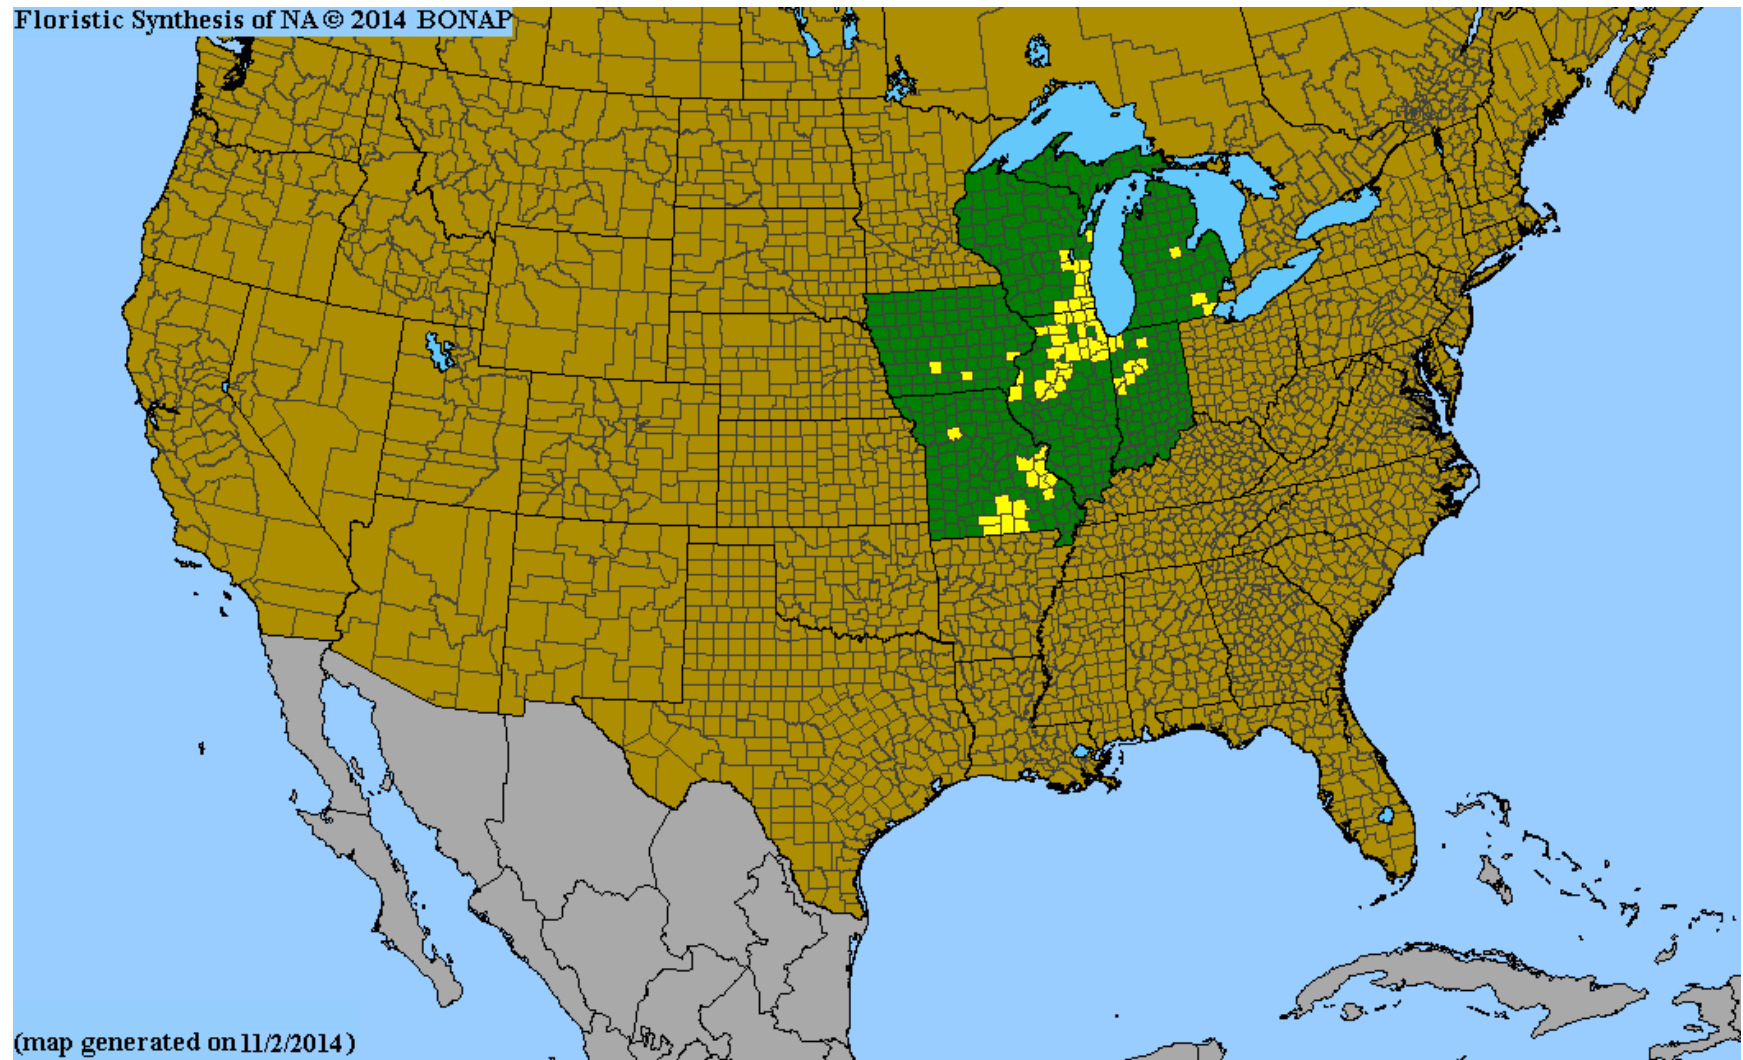 Floristic Synthesis of NA © 2014 BONAP
(map generated on 11/2/2014)